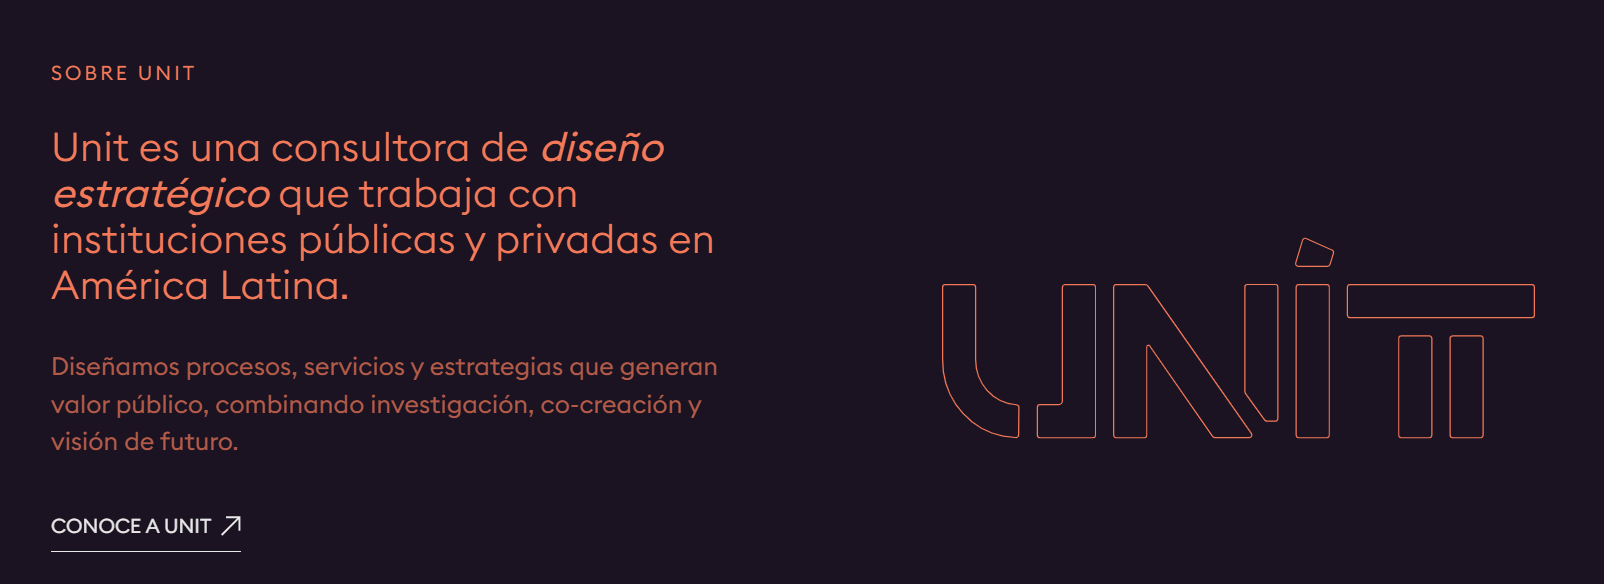 SOBRE UNIT
Unit es una consultora de diseño
estratégico que trabaja con
instituciones públicas y privadas en
América Latina.
Diseñamos procesos, servicios y estrategias que generan
valor público, combinando investigación, co-creación y
visión de futuro.
CONOCE A UNIT
UNIT